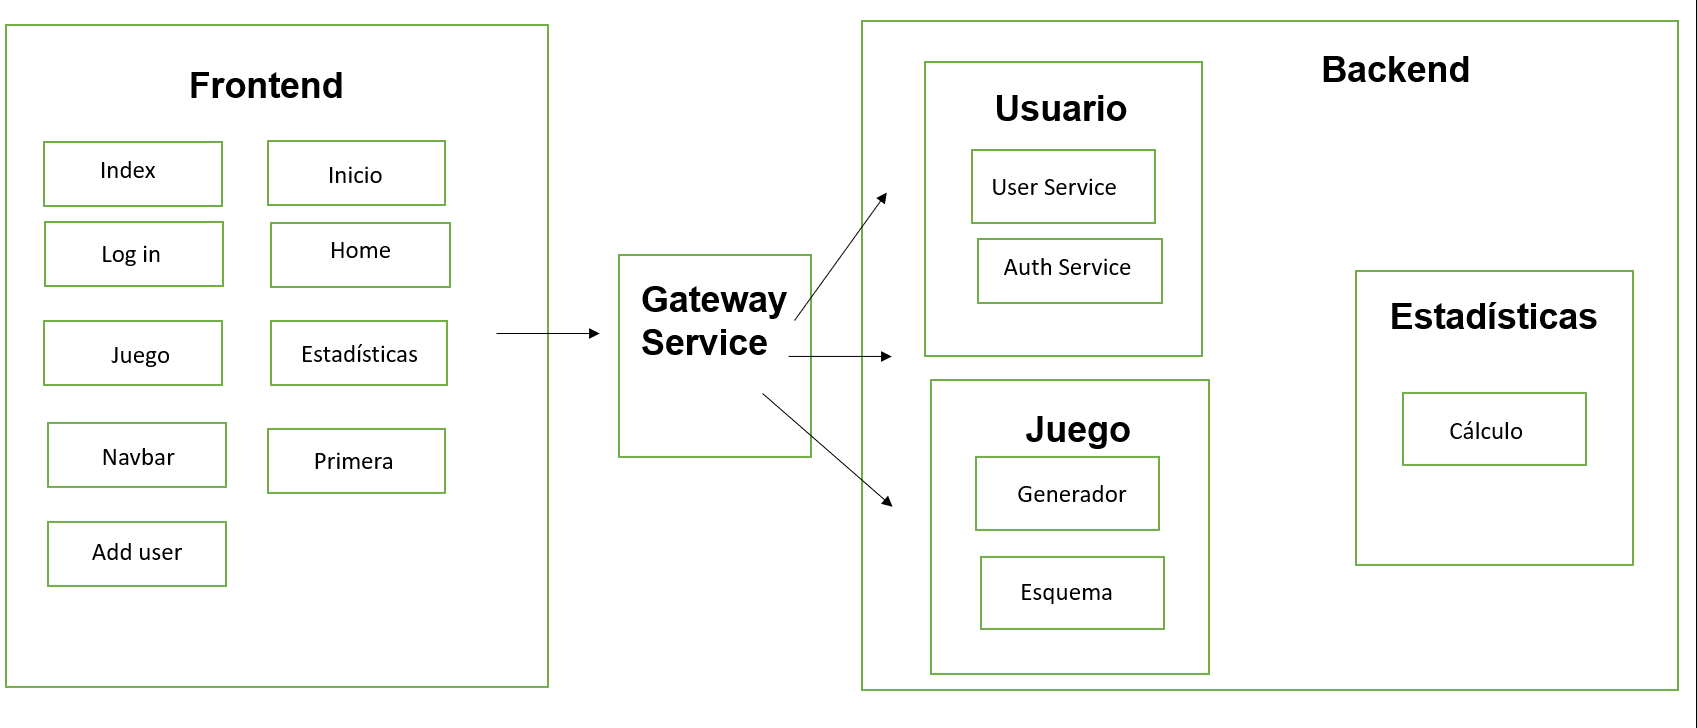 Frontend
Index
Inicio
Log in
Home
Juego
Estadísticas
Navbar
Primera
Add user
Gateway
Service
Backend
Usuario
User Service
Auth Service
Juego
Generador
Esquema
Estadísticas
Cálculo